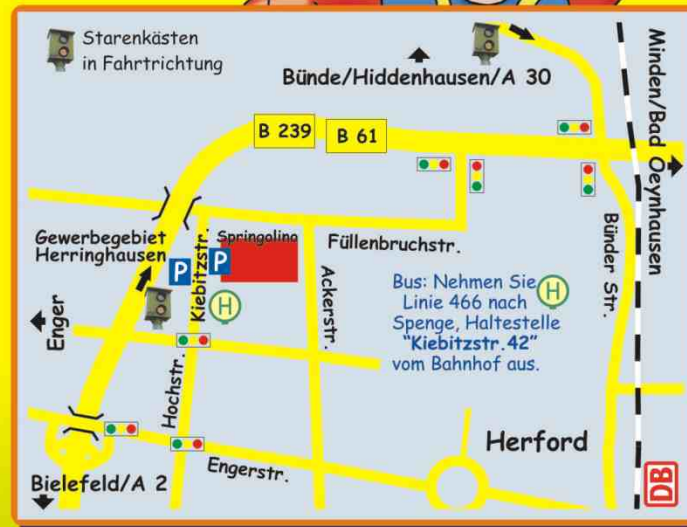 Starenkästen
in Fahrtrichtung
Bünde/Hiddenhausen/A 30
Minden/Bad Oeynhausen
B 239
B 61
Gewerbegebiet
Herringhausen
Kiebitzstr.
Springolino
Füllenbruchstr.
Bünder Str.
P
P
Ackerstr.
H
Bus: Nehmen Sie
Linie 466 nach
Spenge, Haltestelle
"Kiebitzstr.42"
vom Bahnhof aus.
H
Enger
Hochstr.
Engerstr.
Herford
Bielefeld/A 2
DB